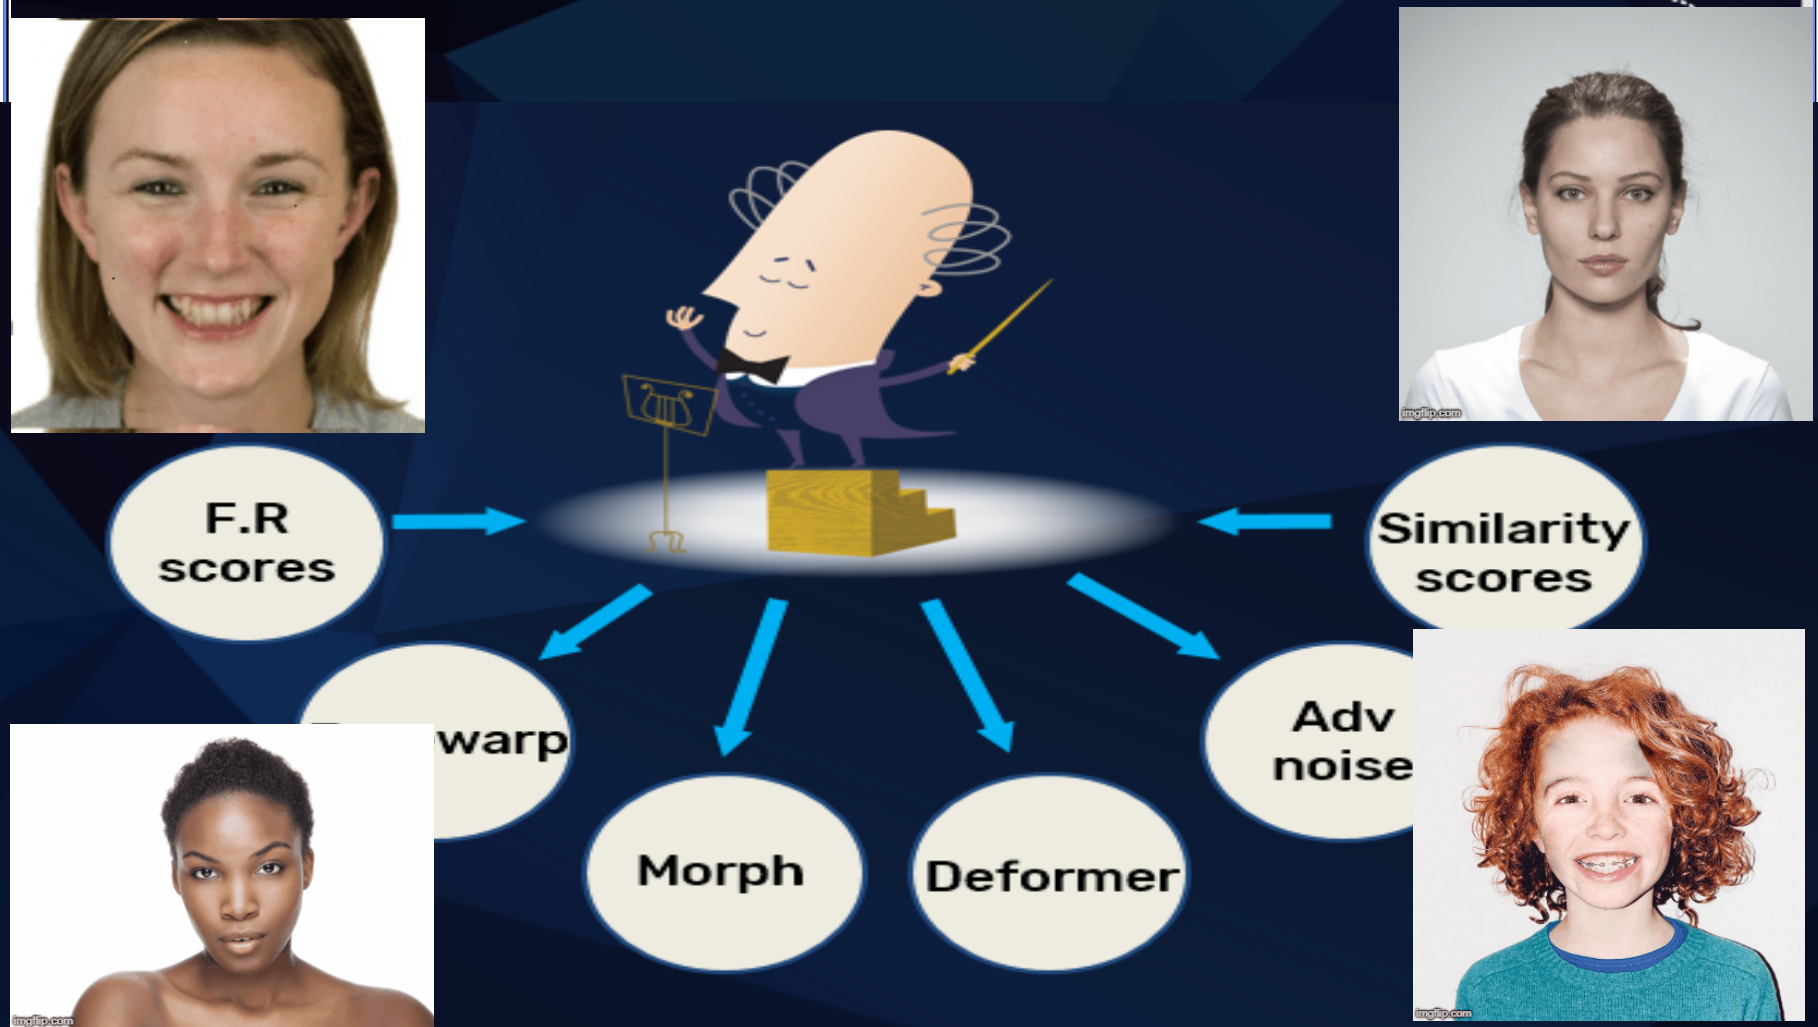 imgflip.com
F.R
scores
Similarity
scores
warp
Adv
noise
Morph
Deformer
imgflip.com
imgflip.com